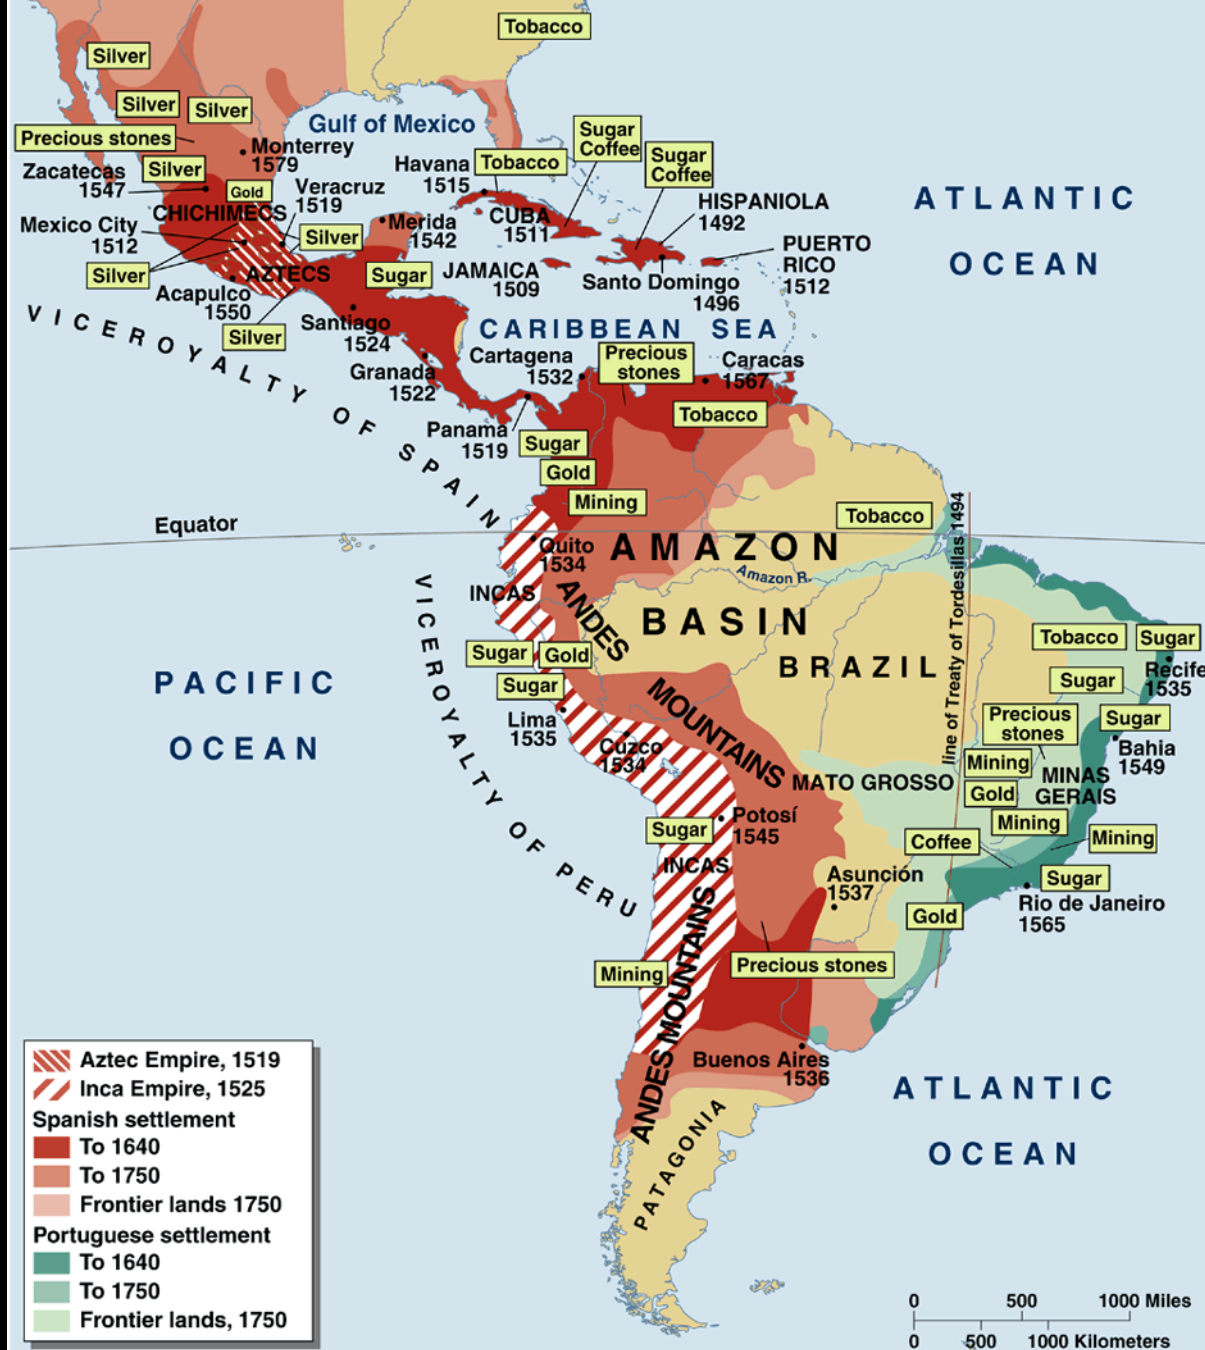 Tobacco
Silver
Silver
Silver
Gulf of Mexico
Precious stones
Monterrey
1579
Sugar
Coffee
Sugar
Coffee
Zacatecas
1547
Silver
Gold
Veracruz
1519
Havana
1515
Tobacco
CHICHIMECS
HISPANIOLA
1492
ATLANTIC
OCEAN
Mexico City
1512
Silver
Merida
1542
CUBA
1511
PUERTO
RICO
1512
Silver
AZTECS
Sugar
JAMAICA
1509
Santo Domingo
1496
Acapulco
1550
Silver
Santiago
1524
CARIBBEAN SEA
VICEROYALTY OF SPAIN
Granada
1522
Cartagena
1532
Precious
stones
Caracas
1567
Tobacco
Panama
1519
Sugar
Gold
Mining
Equator
Tobacco
line of Treaty of Tordesillas 1494
Quito
1534
AMAZON
BASIN
Amazon R.
INCAS
ANDES
MOUNTAINS
BRAZIL
VICEROYALTY OF PERU
PACIFIC
OCEAN
Sugar
Gold
Sugar
Lima
1535
Cuzco
1534
Tobacco
Sugar
Recife
1535
Sugar
Precious
stones
Sugar
Bahia
1549
Mining
MATO GROSSO
MINAS
GERAIS
Gold
Mining
Mining
Coffee
Sugar
Rio de Janeiro
1565
Gold
Potosí
1545
Sugar
INCAS
Asunción
1537
Precious stones
Mining
ANDES MOUNTAINS
Buenos Aires
1536
PATAGONIA
ATLANTIC
OCEAN
Aztec Empire, 1519
Inca Empire, 1525
Spanish settlement
To 1640
To 1750
Frontier lands 1750
Portuguese settlement
To 1640
To 1750
Frontier lands, 1750
0 500 1000 Miles
0 500 1000 Kilometers